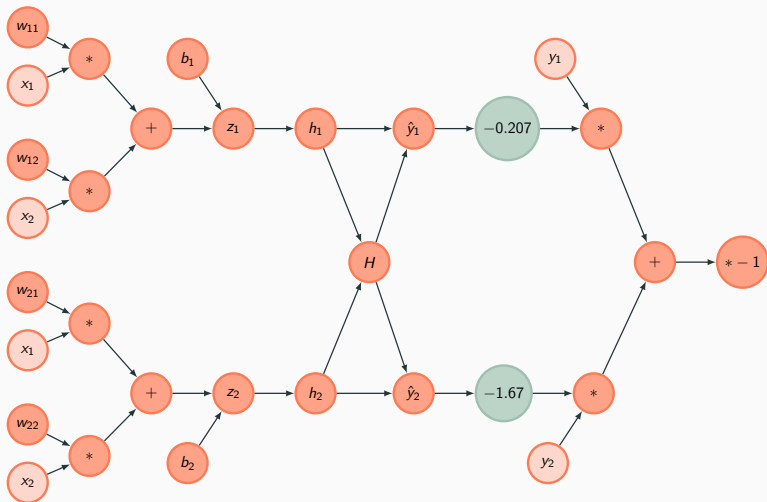 w₁₁
*
b₁
y₁
x₁
+
z₁
h₁
ŷ₁
−0.207
*
w₁₂
*
x₂
H
+
* − 1
w₂₁
*
x₁
+
z₂
h₂
ŷ₂
−1.67
*
w₂₂
*
b₂
y₂
x₂